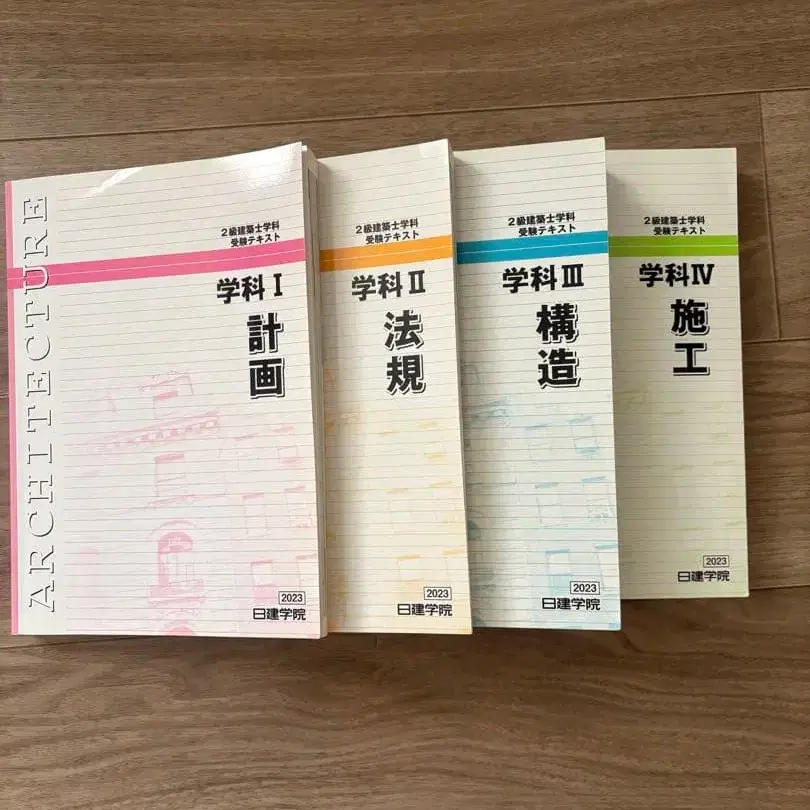 ARCHITECTURE
2級建築士学科
受験テキスト
学科Ⅰ
計画
2023
日建学院
2級建築士学科
受験テキスト
学科Ⅱ
法規
2023
日建学院
2級建築士学科
受験テキスト
学科Ⅲ
構造
2023
日建学院
2級建築士学科
受験テキスト
学科Ⅳ
施工
2023
日建学院